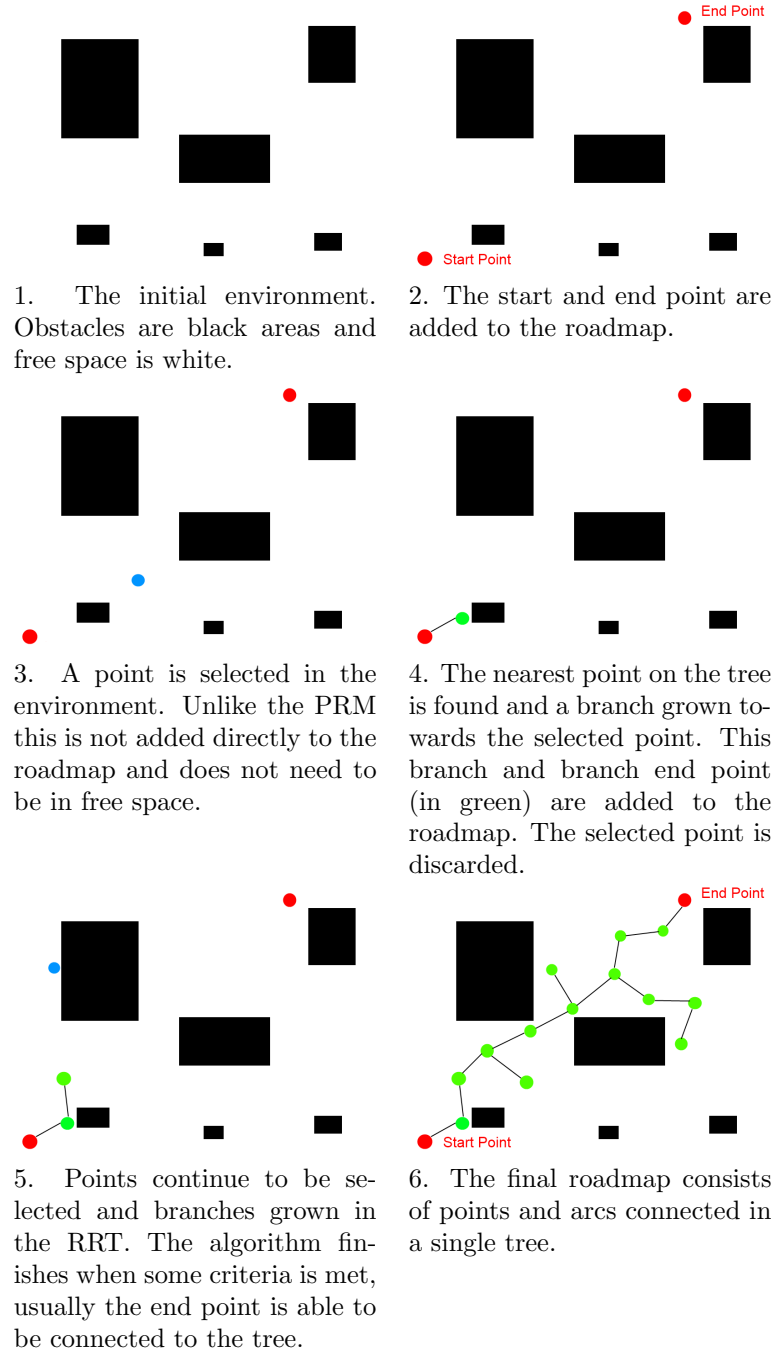 End Point
Start Point
1. The initial environment.
Obstacles are black areas and
free space is white.
2. The start and end point are
added to the roadmap.
3. A point is selected in the
environment. Unlike the PRM
this is not added directly to the
roadmap and does not need to
be in free space.
4. The nearest point on the tree
is found and a branch grown to-
wards the selected point. This
branch and branch end point
(in green) are added to the
roadmap. The selected point is
discarded.
End Point
Start Point
5. Points continue to be se-
lected and branches grown in
the RRT. The algorithm fin-
ishes when some criteria is met,
usually the end point is able to
be connected to the tree.
6. The final roadmap consists
of points and arcs connected in
a single tree.